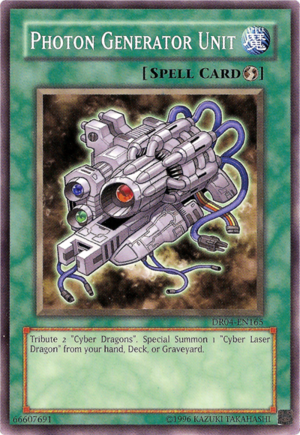 PHOTON GENERATOR UNIT 魔
[SPELL CARD]
DR04-EN165
Tribute 2 "Cyber Dragons". Special Summon 1 "Cyber Laser
Dragon" from your hand, Deck, or Graveyard.
66607691
©1996 KAZUKI TAKAHASHI